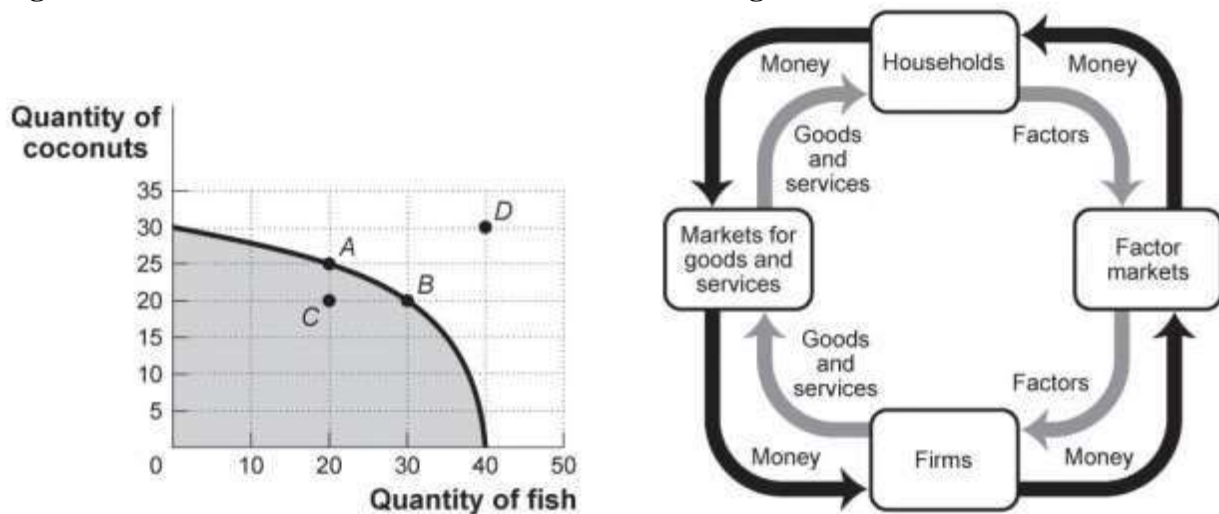 Quantity of
coconuts
35
30
25
20
15
10
5
0
10
20
30
40
50
Quantity of fish
A
B
C
D
Households
Money
Money
Goods
and
services
Factors
Markets for
goods and
services
Factor
markets
Goods
and
services
Factors
Money
Firms
Money